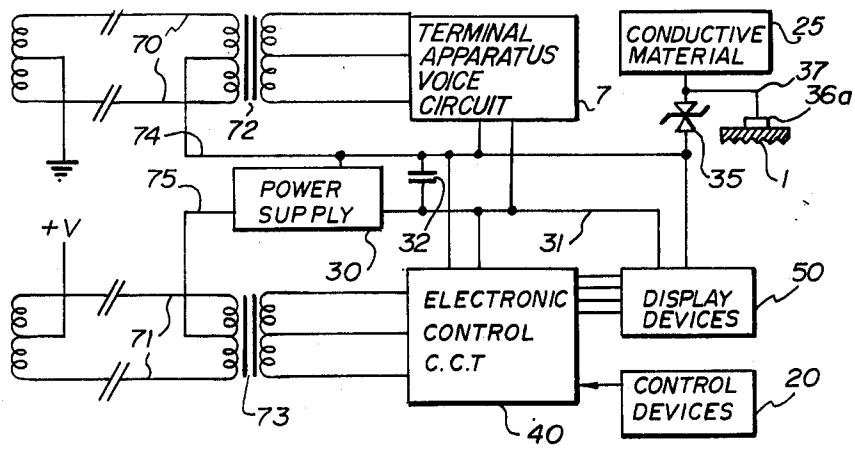 70
72
TERMINAL
APPARATUS
VOICE
CIRCUIT
7
CONDUCTIVE
MATERIAL
25
37
36a
35
1
74
75
POWER
SUPPLY
30
32
31
+V
71
73
ELECTRONIC
CONTROL
C.C.T
40
DISPLAY
DEVICES
50
CONTROL
DEVICES
20